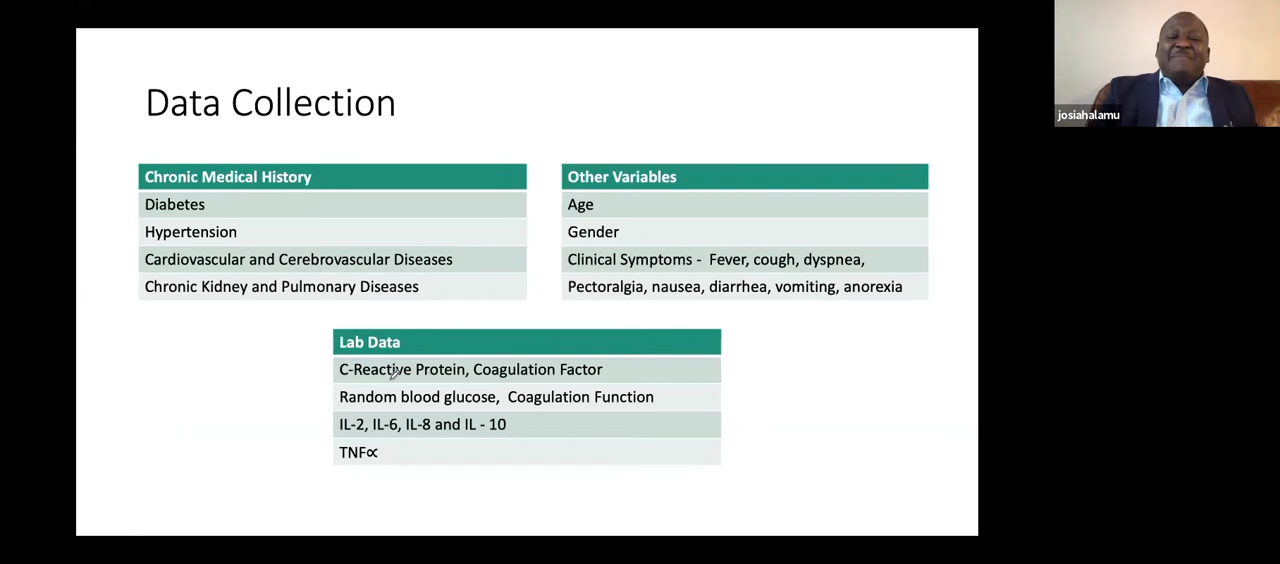 Data Collection
Chronic Medical History
Diabetes
Hypertension
Cardiovascular and Cerebrovascular Diseases
Chronic Kidney and Pulmonary Diseases
Other Variables
Age
Gender
Clinical Symptoms - Fever, cough, dyspnea,
Pectoralgia, nausea, diarrhea, vomiting, anorexia
Lab Data
C-Reactive Protein, Coagulation Factor
Random blood glucose, Coagulation Function
IL-2, IL-6, IL-8 and IL - 10
TNF∝
josiahalamu